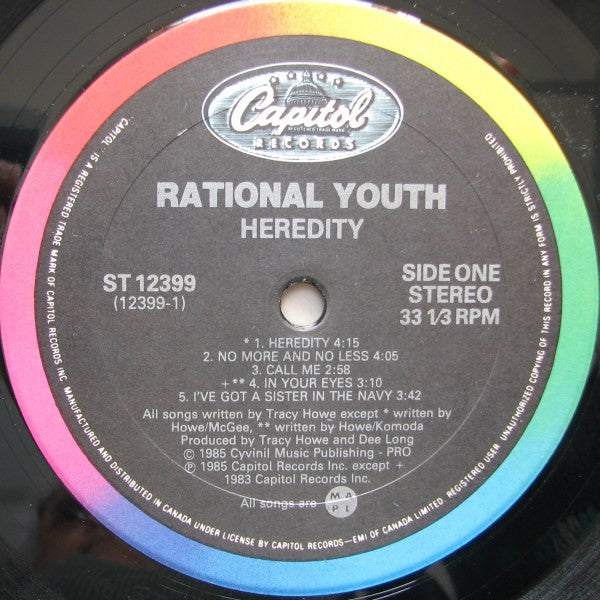 Capitol
REGISTERED TRADE MARK
RECORDS
RATIONAL YOUTH
HEREDITY
ST 12399
(12399-1)
SIDE ONE
STEREO
33 1/3 RPM
* 1. HEREDITY 4:15
2. NO MORE AND NO LESS 4:05
3. CALL ME 2:58
+** 4. IN YOUR EYES 3:10
5. I'VE GOT A SISTER IN THE NAVY 3:42
All songs written by Tracy Howe except * written by
Howe/McGee, ** written by Howe/Komoda
Produced by Tracy Howe and Dee Long
© 1985 Cyvinil Music Publishing - PRO
℗ 1985 Capitol Records Inc. except +
1983 Capitol Records Inc.
All songs are MAPL
CAPITOL IS A REGISTERED TRADE MARK OF CAPITOL RECORDS INC. MANUFACTURED AND DISTRIBUTED IN CANADA UNDER LICENSE BY CAPITOL RECORDS—EMI OF CANADA LIMITED, REGISTERED USER. UNAUTHORIZED COPYING OF THIS RECORD IN ANY FORM IS STRICTLY PROHIBITED